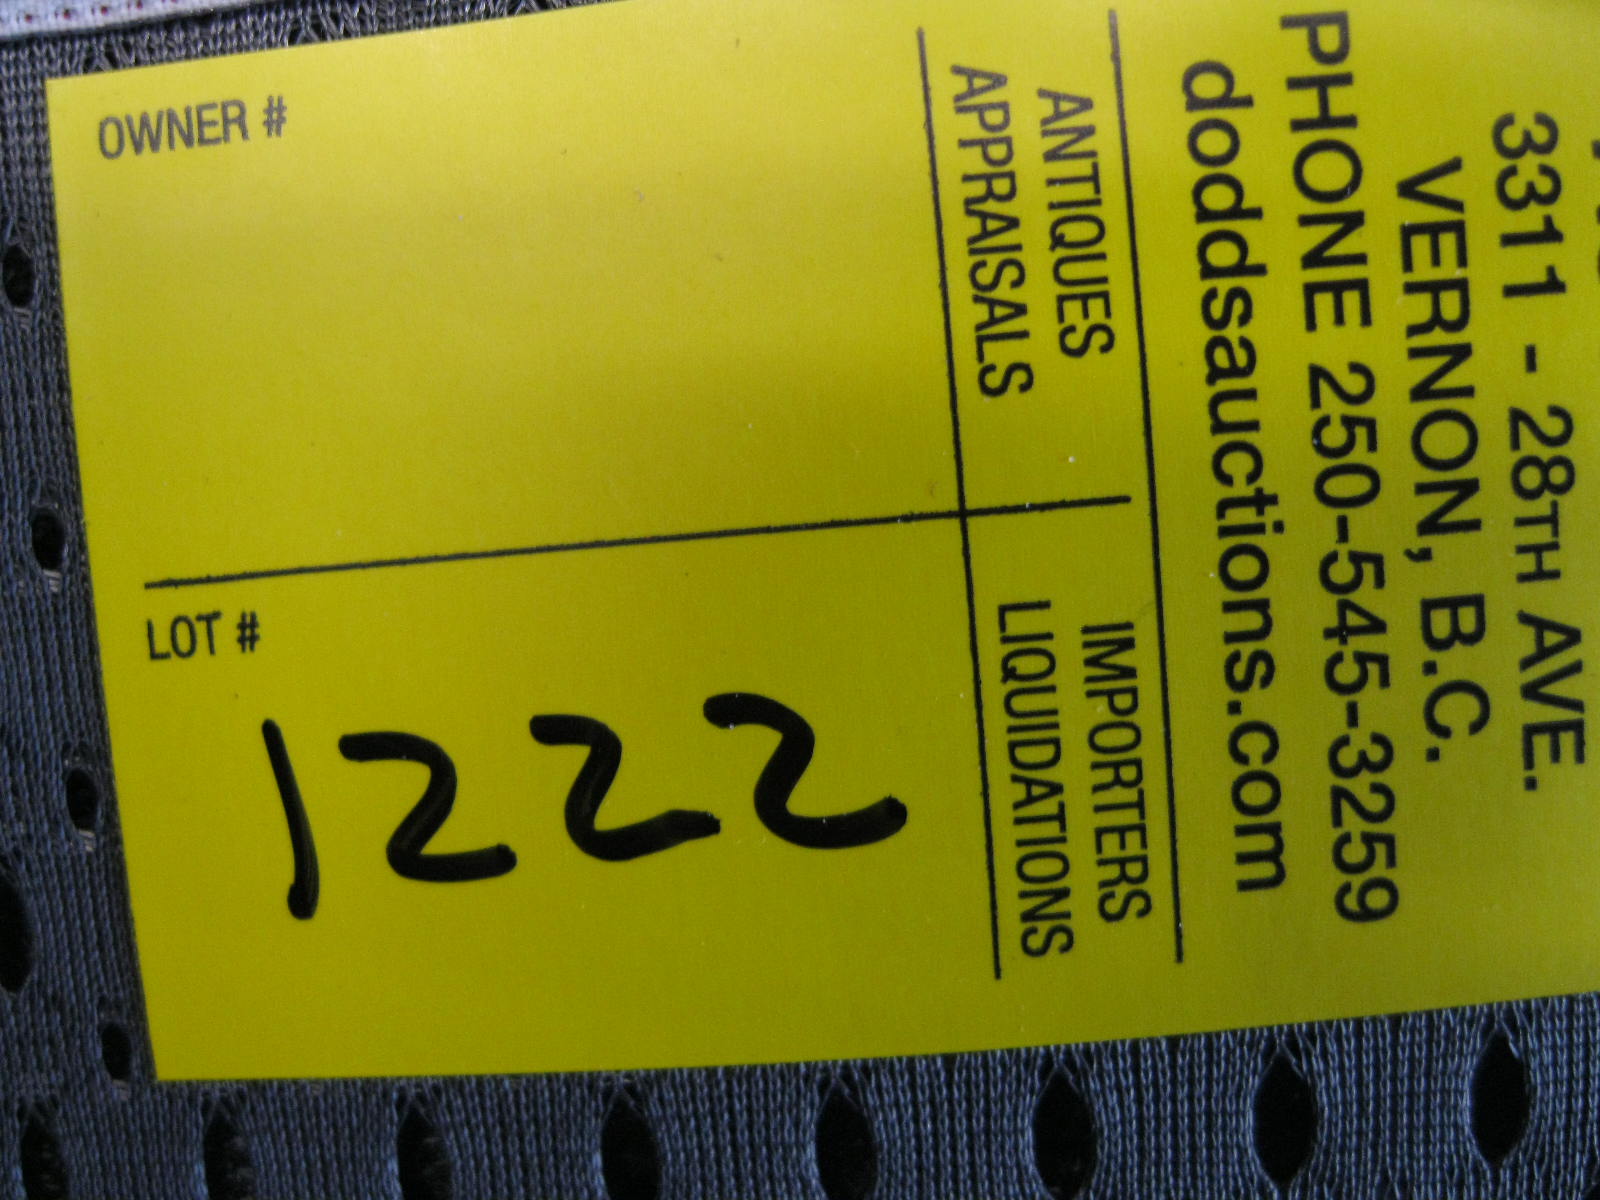 3311 - 28TH AVE.
VERNON, B.C.
PHONE 250-545-3259
doddsauctions.com
ANTIQUES IMPORTERS
APPRAISALS LIQUIDATIONS
OWNER #
LOT #
1222